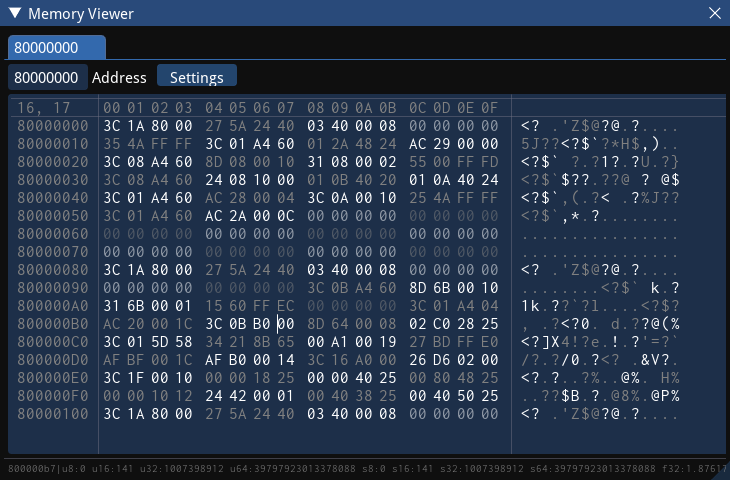 Memory Viewer
80000000
80000000 Address Settings
16, 17 00 01 02 03 04 05 06 07 08 09 0A 0B 0C 0D 0E 0F
80000000 3C 1A 80 00 27 5A 24 40 03 40 00 08 00 00 00 00 <? .'Z$@?@.?....
80000010 35 4A FF FF 3C 01 A4 60 01 2A 48 24 AC 29 00 00 5J??<?$`?*H$,)..
80000020 3C 08 A4 60 8D 08 00 10 31 08 00 02 55 00 FF FD <?$` ?.?1?.?U.?}
80000030 3C 08 A4 60 24 08 10 00 01 0B 40 20 01 0A 40 24 <?$`$??.??@ ? @$
80000040 3C 01 A4 60 AC 28 00 04 3C 0A 00 10 25 4A FF FF <?$`,(.?< .?%J??
80000050 3C 01 A4 60 AC 2A 00 0C 00 00 00 00 00 00 00 00 <?$`,*.?........
80000060 00 00 00 00 00 00 00 00 00 00 00 00 00 00 00 00 ................
80000070 00 00 00 00 00 00 00 00 00 00 00 00 00 00 00 00 ................
80000080 3C 1A 80 00 27 5A 24 40 03 40 00 08 00 00 00 00 <? .'Z$@?@.?....
80000090 00 00 00 00 00 00 00 00 3C 0B A4 60 8D 6B 00 10 ........<?$` k.?
800000A0 31 6B 00 01 15 60 FF EC 00 00 00 00 3C 01 A4 04 1k.??`?l....<?$?
800000B0 AC 20 00 1C 3C 0B B0 00 8D 64 00 08 02 C0 28 25 , .?<?0. d.??@(%
800000C0 3C 01 5D 58 34 21 8B 65 00 A1 00 19 27 BD FF E0 <?]X4!?e.!.?'=?`
800000D0 AF BF 00 1C AF B0 00 14 3C 16 A0 00 26 D6 02 00 /?.?/0.?<? .&V?.
800000E0 3C 1F 00 10 00 00 18 25 00 00 40 25 00 80 48 25 <?.?..?%..@%. H%
800000F0 00 00 10 12 24 42 00 01 00 40 38 25 00 40 50 25 ..??$B.?.@8%.@P%
80000100 3C 1A 80 00 27 5A 24 40 03 40 00 08 00 00 00 00 <? .'Z$@?@.?....
800000b7|u8:0 u16:141 u32:1007398912 u64:39797923013378088 s8:0 s16:141 s32:1007398912 s64:39797923013378088 f32:1.87617